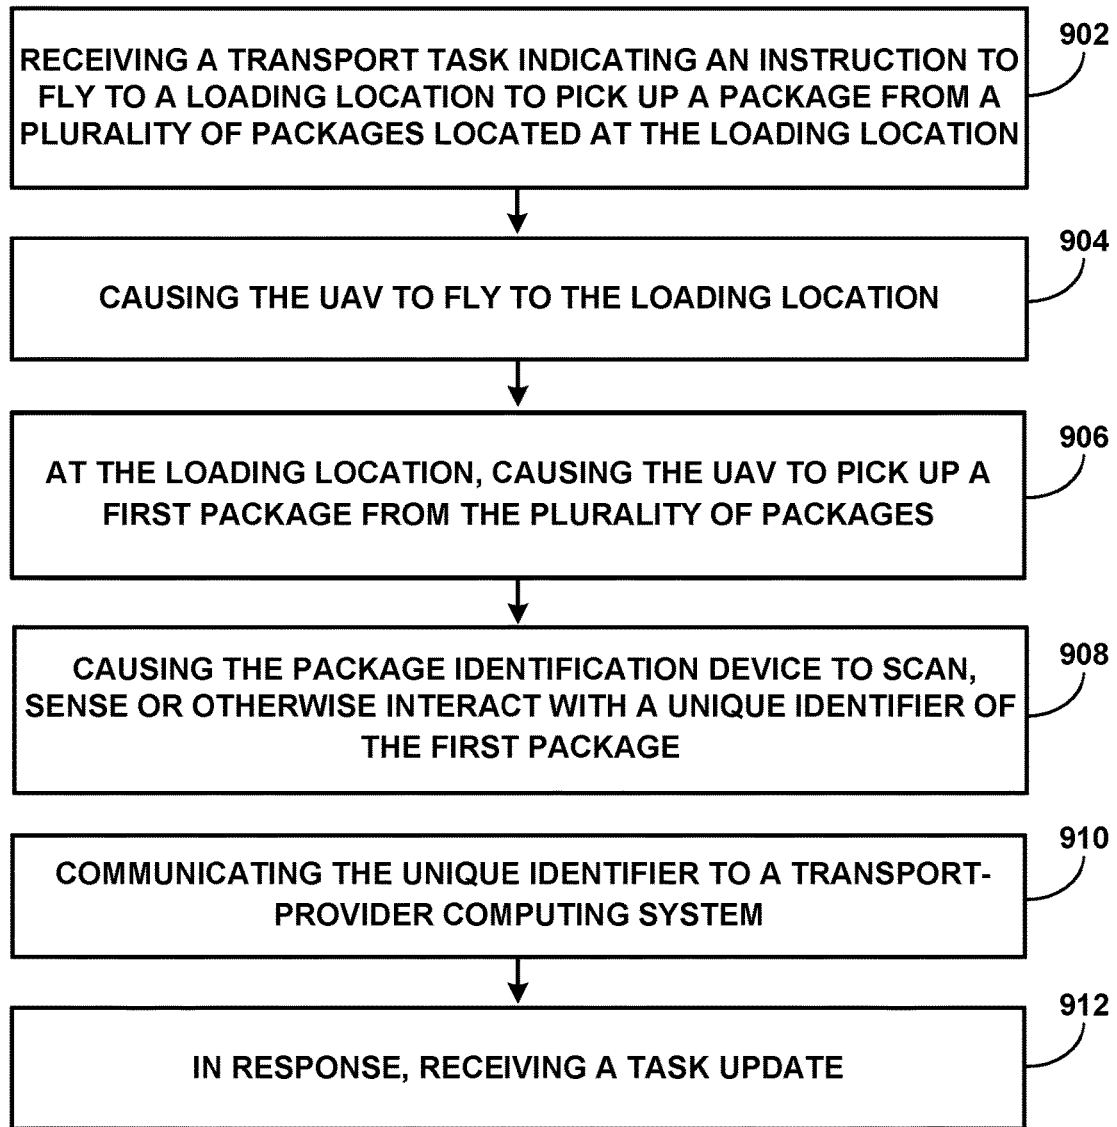 902
RECEIVING A TRANSPORT TASK INDICATING AN INSTRUCTION TO
FLY TO A LOADING LOCATION TO PICK UP A PACKAGE FROM A
PLURALITY OF PACKAGES LOCATED AT THE LOADING LOCATION
904
CAUSING THE UAV TO FLY TO THE LOADING LOCATION
906
AT THE LOADING LOCATION, CAUSING THE UAV TO PICK UP A
FIRST PACKAGE FROM THE PLURALITY OF PACKAGES
908
CAUSING THE PACKAGE IDENTIFICATION DEVICE TO SCAN,
SENSE OR OTHERWISE INTERACT WITH A UNIQUE IDENTIFIER OF
THE FIRST PACKAGE
910
COMMUNICATING THE UNIQUE IDENTIFIER TO A TRANSPORT-
PROVIDER COMPUTING SYSTEM
912
IN RESPONSE, RECEIVING A TASK UPDATE